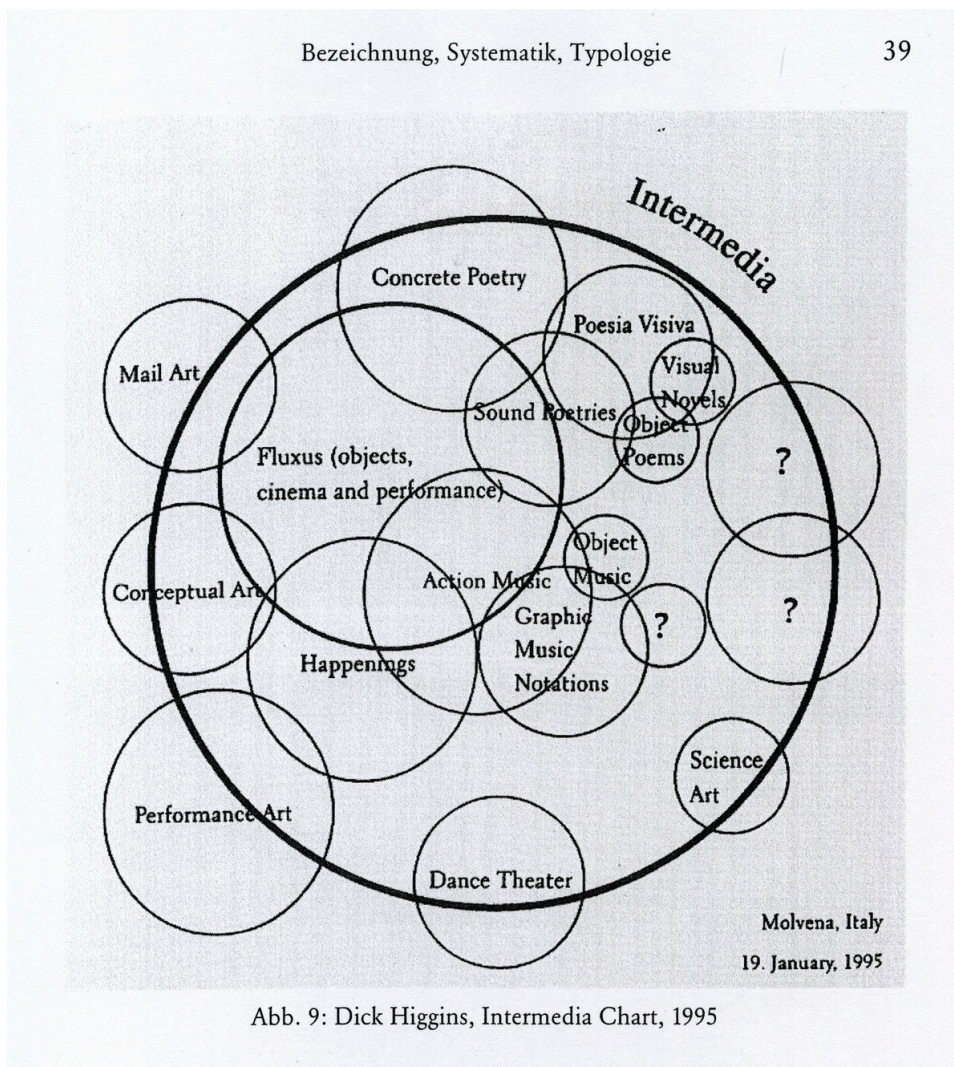 Bezeichnung, Systematik, Typologie
39
Intermedia
Concrete Poetry
Poesia Visiva
Mail Art
Visual
Novels
Sound Poetries
Object
Poems
Fluxus (objects,
cinema and performance)
?
Object
Music
Conceptual Art
Action Music
Graphic
Music
Notations
?
?
Happenings
Science
Art
Performance Art
Dance Theater
Molvena, Italy
19. January, 1995
Abb. 9: Dick Higgins, Intermedia Chart, 1995